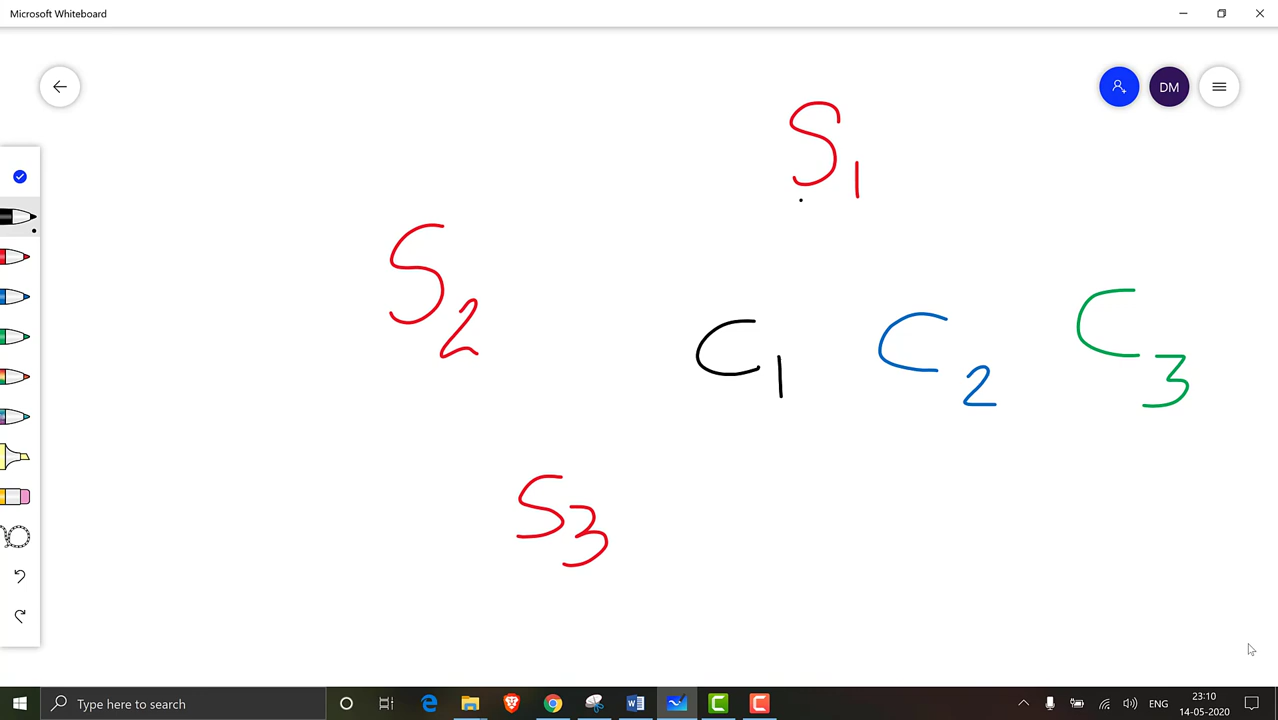 Microsoft Whiteboard
DM
S1
S2
C1 C2 C3
S3
Type here to search
ENG
23:10
14-05-2020